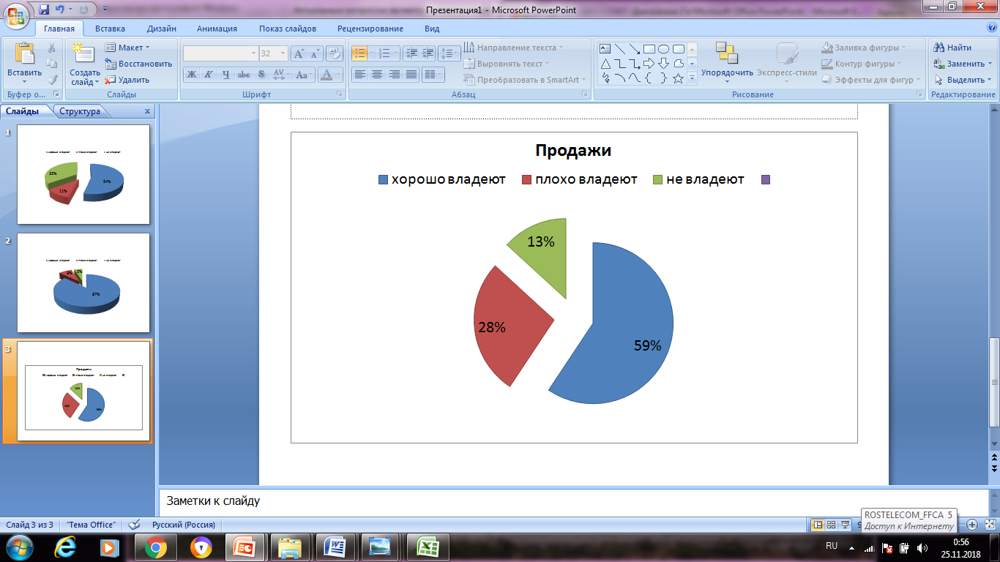 Презентация1 - Microsoft PowerPoint
Главная Вставка Дизайн Анимация Показ слайдов Рецензирование Вид
Вставить
Буфер о...
Создать слайд
Макет
Восстановить
Удалить
Слайды
32
Ж К Ч abc S AV Aa А
Шрифт
Направление текста
Выровнять текст
Преобразовать в SmartArt
Абзац
Упорядочить
Экспресс-стили
Заливка фигуры
Контур фигуры
Эффекты для фигур
Рисование
Найти
Заменить
Выделить
Редактирование
Слайды Структура x
1
25%
54%
11%
2
87%
3
Продажи
Продажи
хорошо владеют плохо владеют не владеют
13%
28%
59%
Заметки к слайду
Слайд 3 из 3 "Тема Office" Русский (Россия)
ROSTELECOM_FFCA 5
Доступ к Интернету
RU
0:56
25.11.2018